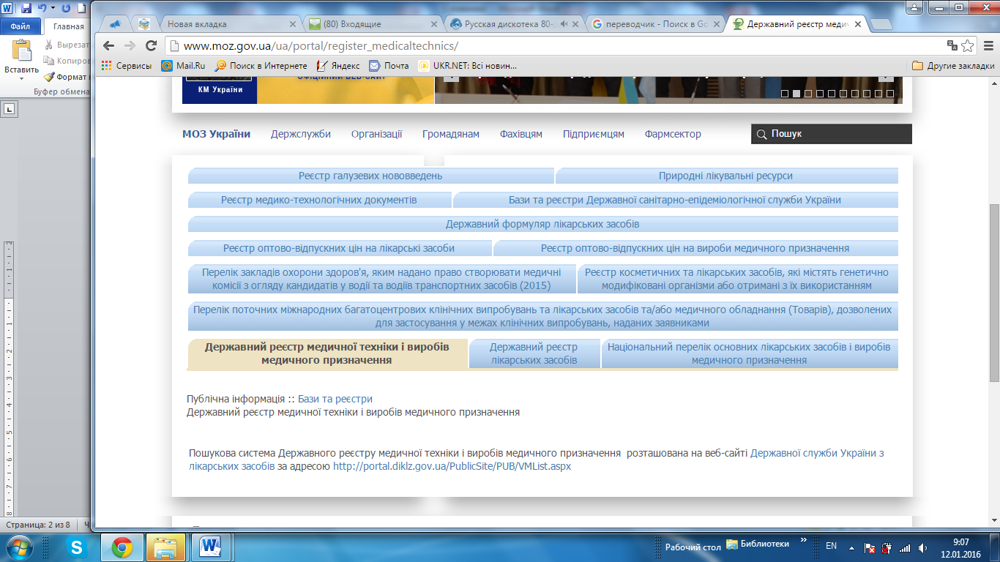 Файл
Главная
Вырезать
Вставить
Формат
Буфер обмена
Новая вкладка
(80) Входящие
Русская дискотека 80-
переводчик - Поиск в Go
Державний реєстр меди
www.moz.gov.ua/ua/portal/register_medicaltechnics/
Сервисы
Mail.Ru
Поиск в Интернете
Яндекс
Почта
UKR.NET: Всі новин...
Другие закладки
КМ України
МОЗ України
Держслужби
Організації
Громадянам
Фахівцям
Підприємцям
Фармсектор
Пошук
Реєстр галузевих нововведень
Природні лікувальні ресурси
Реєстр медико-технологічних документів
Бази та реєстри Державної санітарно-епідеміологічної служби України
Державний формуляр лікарських засобів
Реєстр оптово-відпускних цін на лікарські засоби
Реєстр оптово-відпускних цін на вироби медичного призначення
Перелік закладів охорони здоров'я, яким надано право створювати медичні
комісії з огляду кандидатів у водії та водіїв транспортних засобів (2015)
Реєстр косметичних та лікарських засобів, які містять генетично
модифіковані організми або отримані з їх використанням
Перелік поточних міжнародних багатоцентрових клінічних випробувань та лікарських засобів та/або медичного обладнання (Товарів), дозволених
для застосування у межах клінічних випробувань, наданих заявниками
Державний реєстр медичної техніки і виробів
медичного призначення
Державний реєстр
лікарських засобів
Національний перелік основних лікарських засобів і виробів
медичного призначення
Публічна інформація :: Бази та реєстри
Державний реєстр медичної техніки і виробів медичного призначення
Пошукова система Державного реєстру медичної техніки і виробів медичного призначення розташована на веб-сайті Державної служби України з
лікарських засобів за адресою http://portal.diklz.gov.ua/PublicSite/PUB/VMList.aspx
Страница: 2 из 8
Рабочий стол
Библиотеки
EN
9:07
12.01.2016